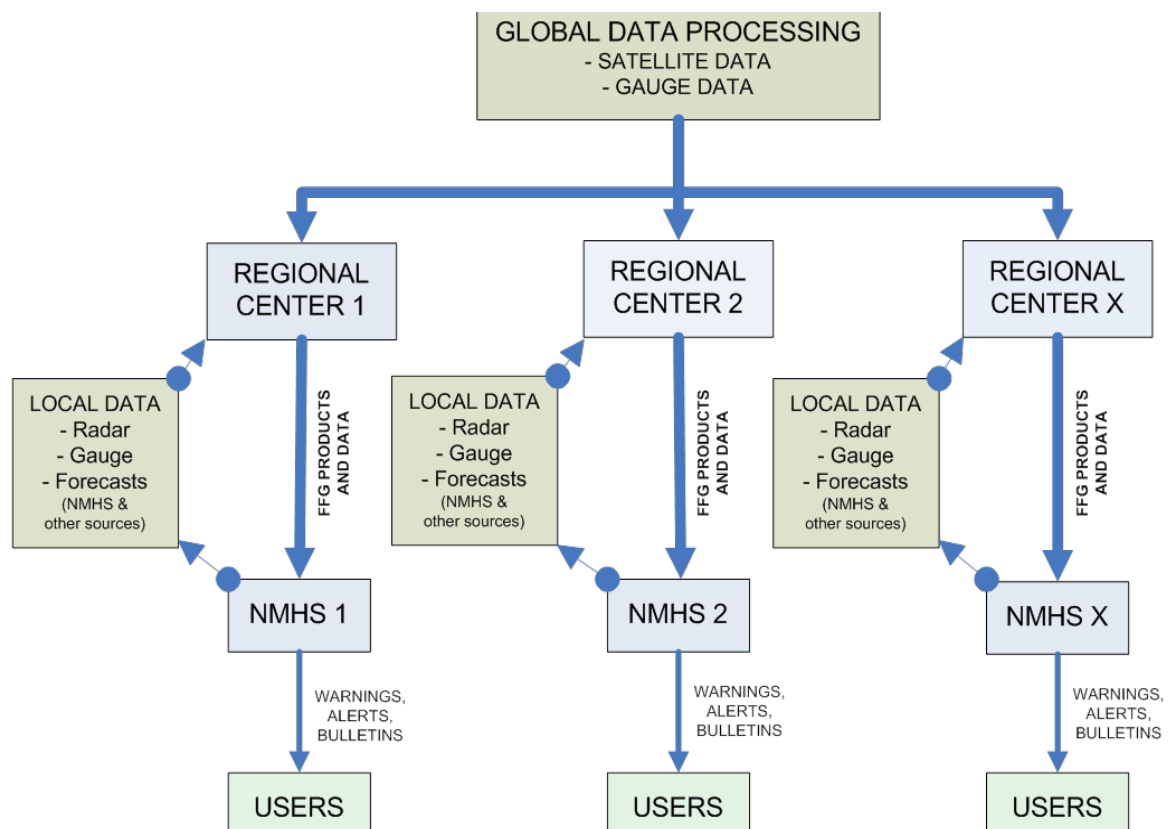 GLOBAL DATA PROCESSING
- SATELLITE DATA
- GAUGE DATA
REGIONAL
CENTER 1
REGIONAL
CENTER 2
REGIONAL
CENTER X
LOCAL DATA
- Radar
- Gauge
- Forecasts
(NMHS &
other sources)
FFG PRODUCTS
AND DATA
LOCAL DATA
- Radar
- Gauge
- Forecasts
(NMHS &
other sources)
FFG PRODUCTS
AND DATA
LOCAL DATA
- Radar
- Gauge
- Forecasts
(NMHS &
other sources)
FFG PRODUCTS
AND DATA
NMHS 1
NMHS 2
NMHS X
WARNINGS,
ALERTS,
BULLETINS
WARNINGS,
ALERTS,
BULLETINS
WARNINGS,
ALERTS,
BULLETINS
USERS
USERS
USERS